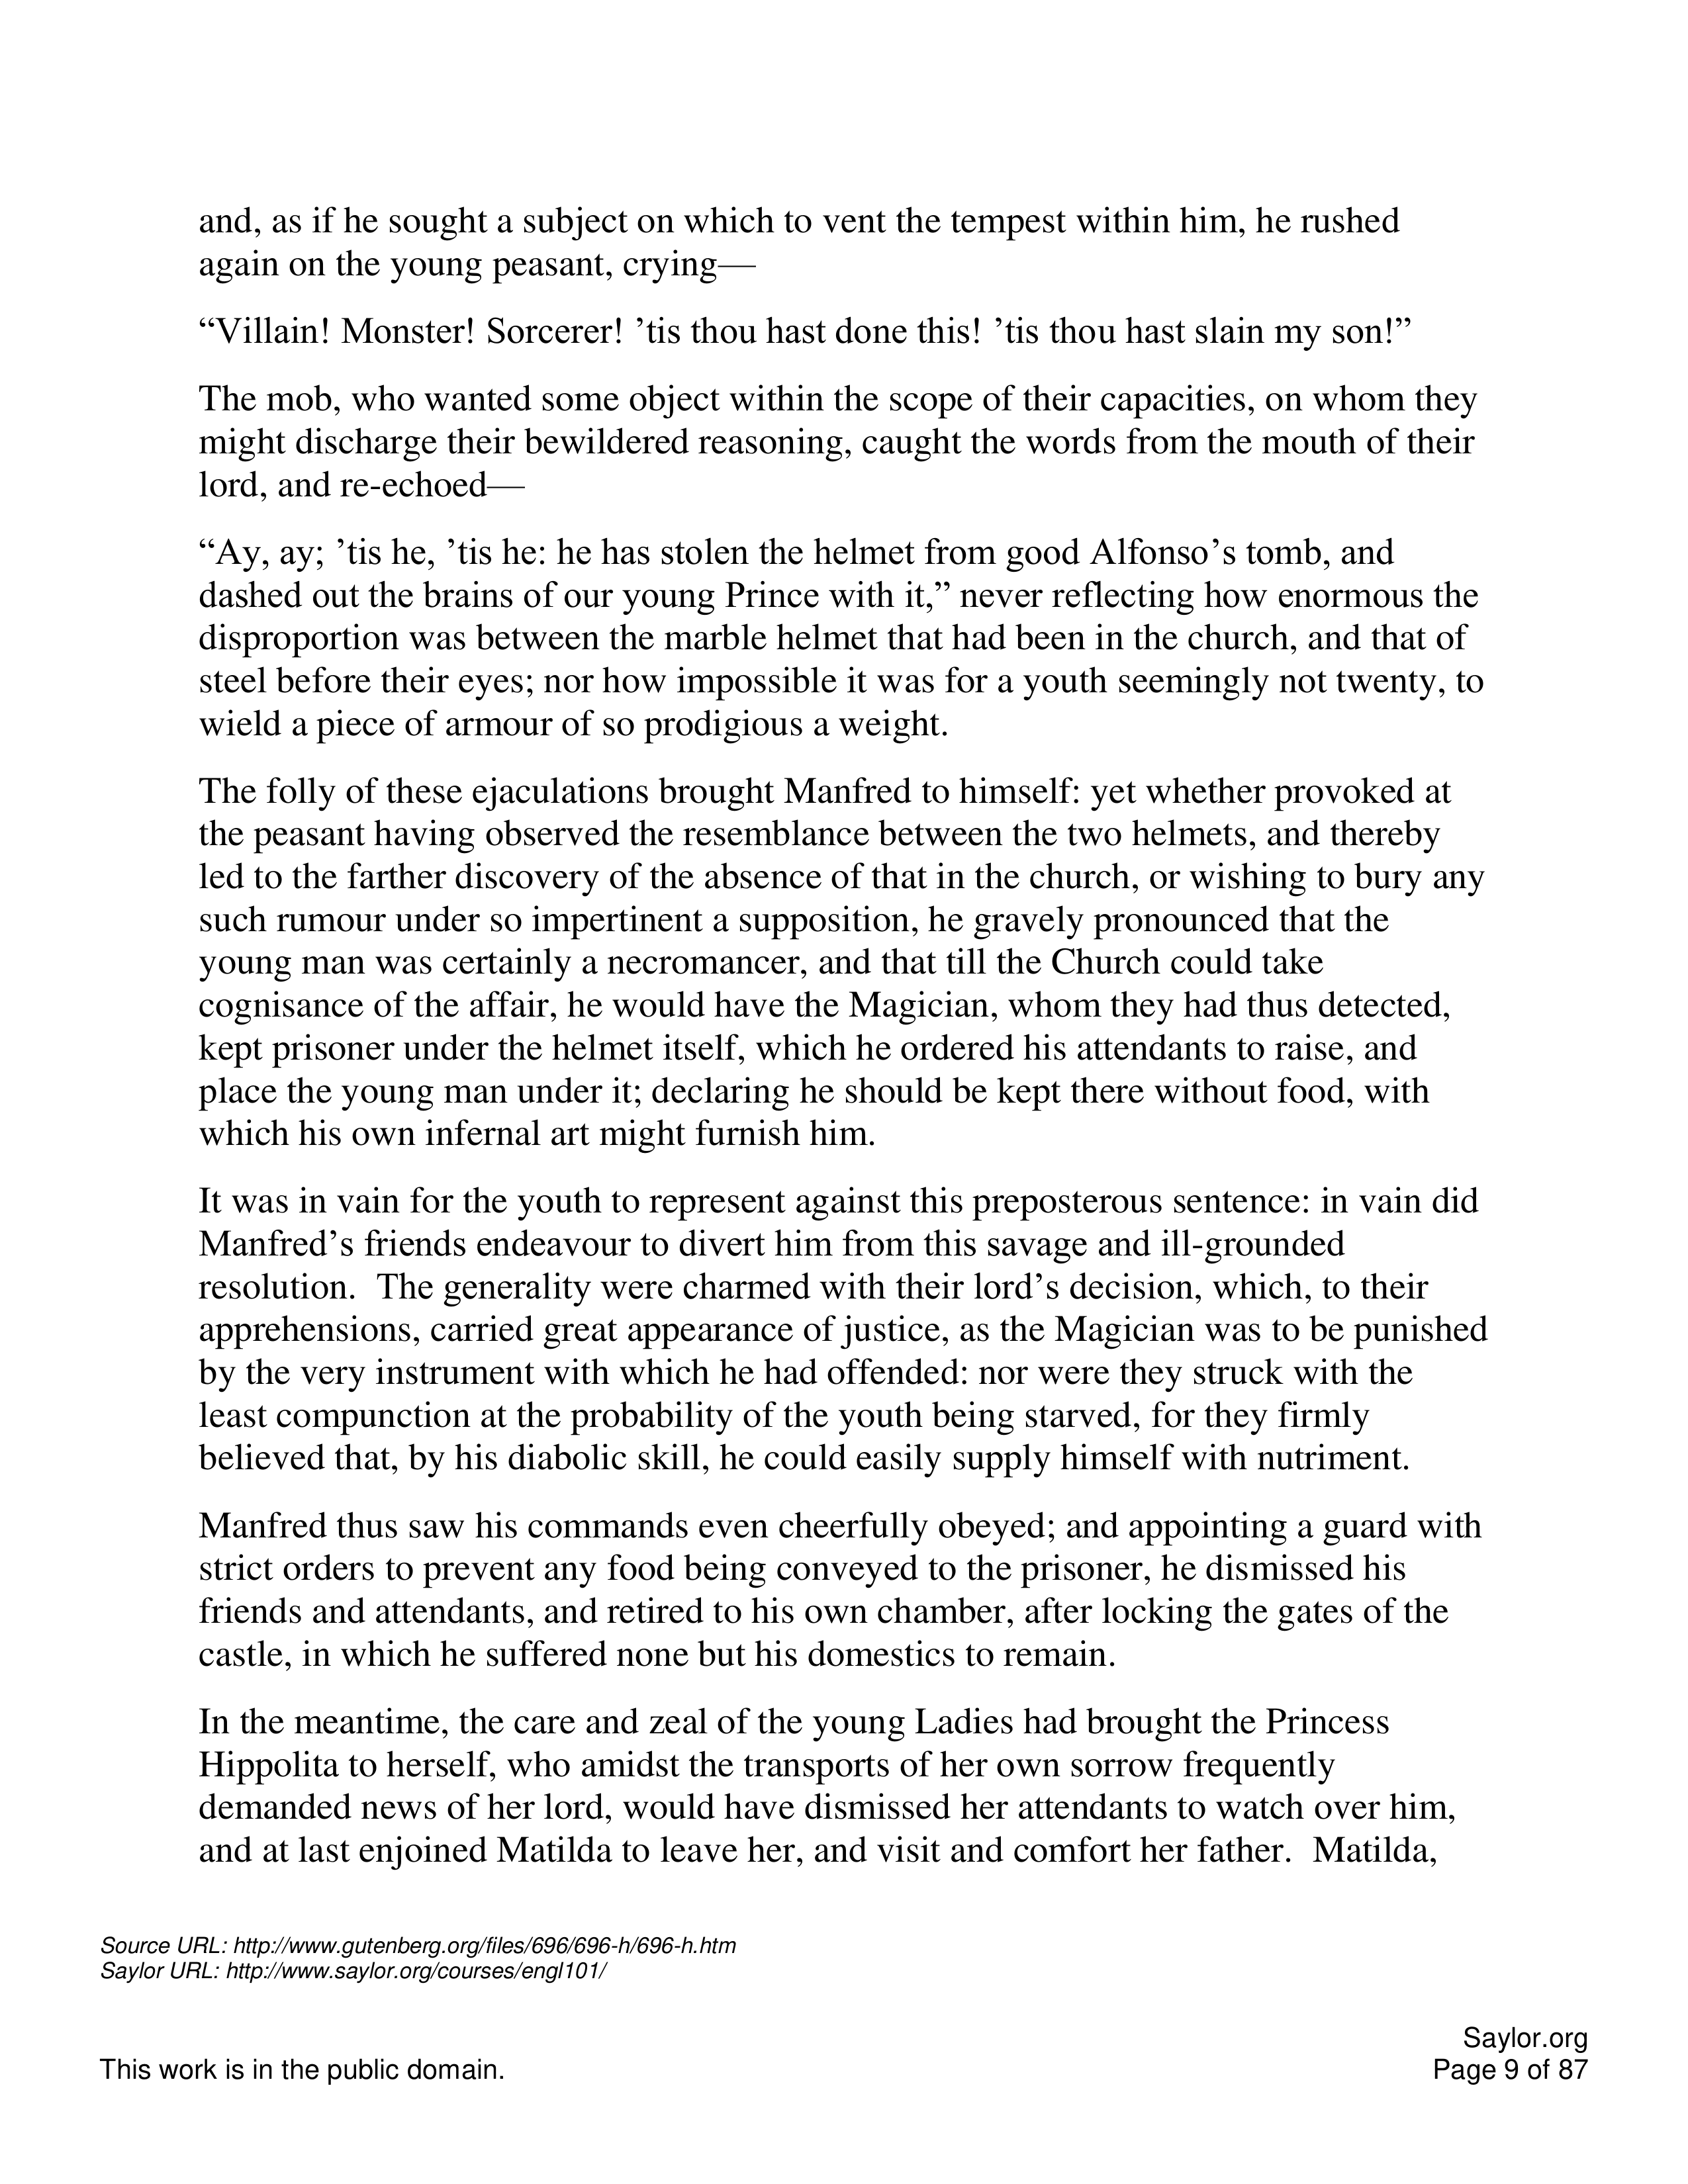 and, as if he sought a subject on which to vent the tempest within him, he rushed
again on the young peasant, crying—
“Villain! Monster! Sorcerer! ’tis thou hast done this! ’tis thou hast slain my son!”
The mob, who wanted some object within the scope of their capacities, on whom they
might discharge their bewildered reasoning, caught the words from the mouth of their
lord, and re-echoed—
“Ay, ay; ’tis he, ’tis he: he has stolen the helmet from good Alfonso’s tomb, and
dashed out the brains of our young Prince with it,” never reflecting how enormous the
disproportion was between the marble helmet that had been in the church, and that of
steel before their eyes; nor how impossible it was for a youth seemingly not twenty, to
wield a piece of armour of so prodigious a weight.
The folly of these ejaculations brought Manfred to himself: yet whether provoked at
the peasant having observed the resemblance between the two helmets, and thereby
led to the farther discovery of the absence of that in the church, or wishing to bury any
such rumour under so impertinent a supposition, he gravely pronounced that the
young man was certainly a necromancer, and that till the Church could take
cognisance of the affair, he would have the Magician, whom they had thus detected,
kept prisoner under the helmet itself, which he ordered his attendants to raise, and
place the young man under it; declaring he should be kept there without food, with
which his own infernal art might furnish him.
It was in vain for the youth to represent against this preposterous sentence: in vain did
Manfred’s friends endeavour to divert him from this savage and ill-grounded
resolution.  The generality were charmed with their lord’s decision, which, to their
apprehensions, carried great appearance of justice, as the Magician was to be punished
by the very instrument with which he had offended: nor were they struck with the
least compunction at the probability of the youth being starved, for they firmly
believed that, by his diabolic skill, he could easily supply himself with nutriment.
Manfred thus saw his commands even cheerfully obeyed; and appointing a guard with
strict orders to prevent any food being conveyed to the prisoner, he dismissed his
friends and attendants, and retired to his own chamber, after locking the gates of the
castle, in which he suffered none but his domestics to remain.
In the meantime, the care and zeal of the young Ladies had brought the Princess
Hippolita to herself, who amidst the transports of her own sorrow frequently
demanded news of her lord, would have dismissed her attendants to watch over him,
and at last enjoined Matilda to leave her, and visit and comfort her father.  Matilda,
Source URL: http://www.gutenberg.org/files/696/696-h/696-h.htm
Saylor URL: http://www.saylor.org/courses/engl101/
Saylor.org
This work is in the public domain.
Page 9 of 87